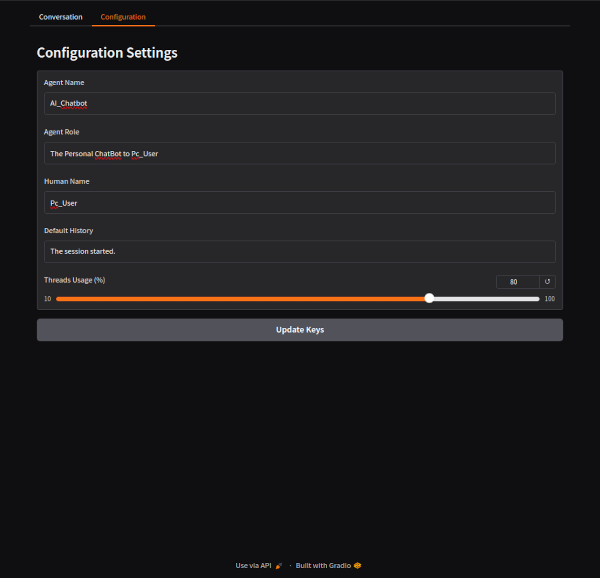 Conversation Configuration
Configuration Settings
Agent Name
AI_Chatbot
Agent Role
The Personal ChatBot to Pc_User
Human Name
Pc_User
Default History
The session started.
Threads Usage (%) 80 ↺
10 100
Update Keys
Use via API · Built with Gradio